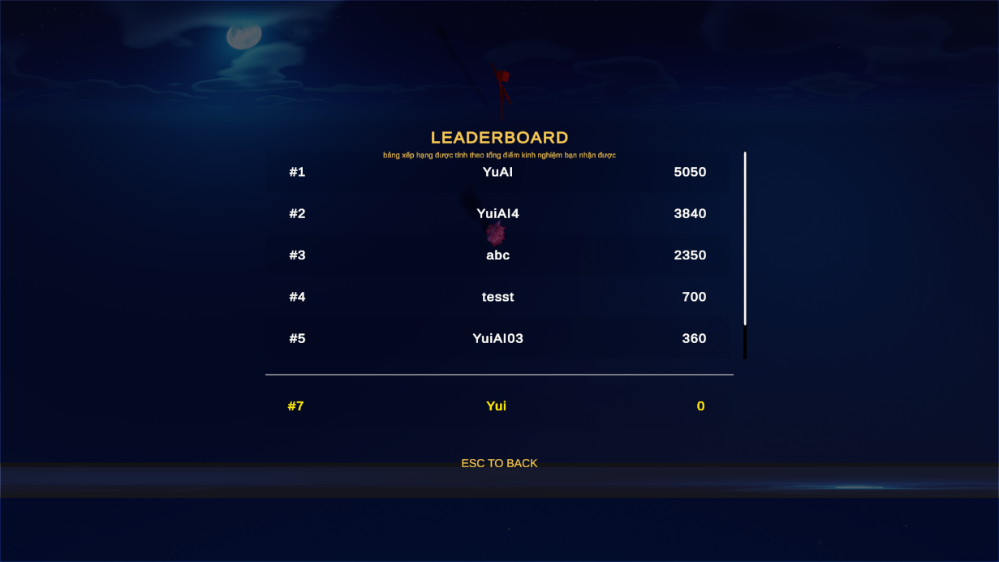 LEADERBOARD
bảng xếp hạng được tính theo tổng điểm kinh nghiệm bạn nhận được
#1 YuAI 5050
#2 YuiAI4 3840
#3 abc 2350
#4 tesst 700
#5 YuiAI03 360
#7 Yui 0
ESC TO BACK